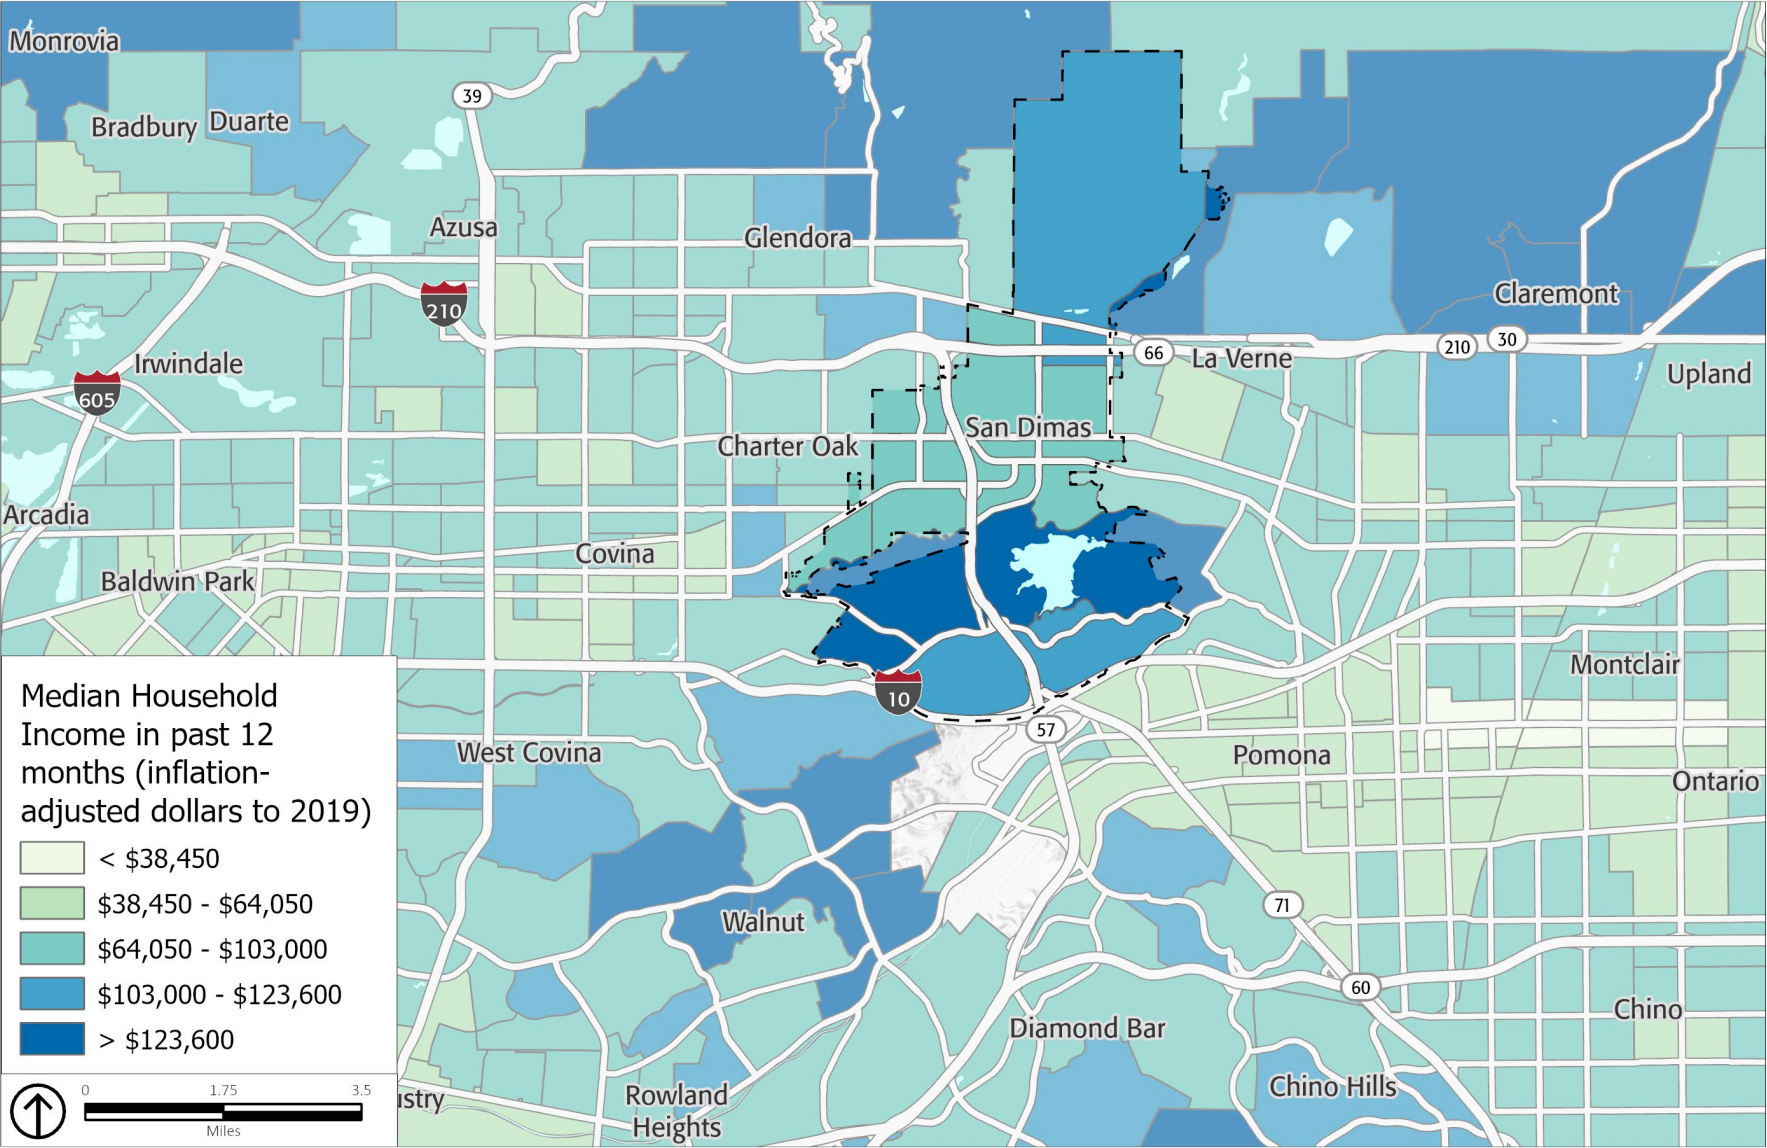 Monrovia
39
Bradbury
Duarte
Azusa
Glendora
Claremont
210
Irwindale
66
La Verne
210
30
Upland
605
San Dimas
Charter Oak
Arcadia
Covina
Baldwin Park
Montclair
10
57
West Covina
Pomona
Ontario
Walnut
71
60
Chino
Diamond Bar
Chino Hills
Rowland
Heights
ustry
Median Household
Income in past 12
months (inflation-
adjusted dollars to 2019)
< $38,450
$38,450 - $64,050
$64,050 - $103,000
$103,000 - $123,600
> $123,600
0 1.75 3.5
Miles